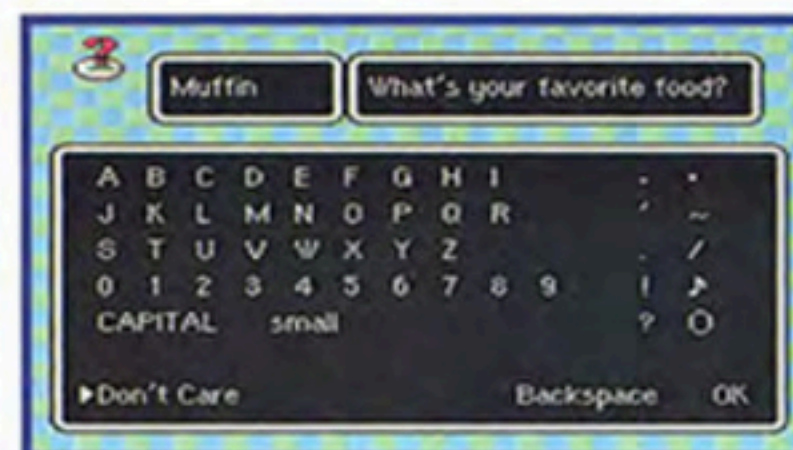 ?
Muffin What's your favorite food?
A B C D E F G H I - ·
J K L M N O P Q R ' ~
S T U V W X Y Z . /
0 1 2 3 4 5 6 7 8 9 ! ♪
CAPITAL small ? O
▶Don't Care Backspace OK